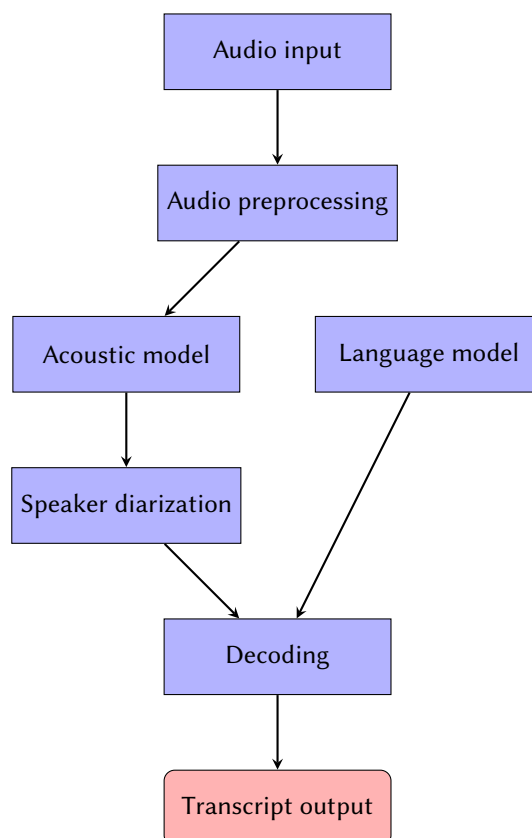 Audio input
Audio preprocessing
Acoustic model
Language model
Speaker diarization
Decoding
Transcript output